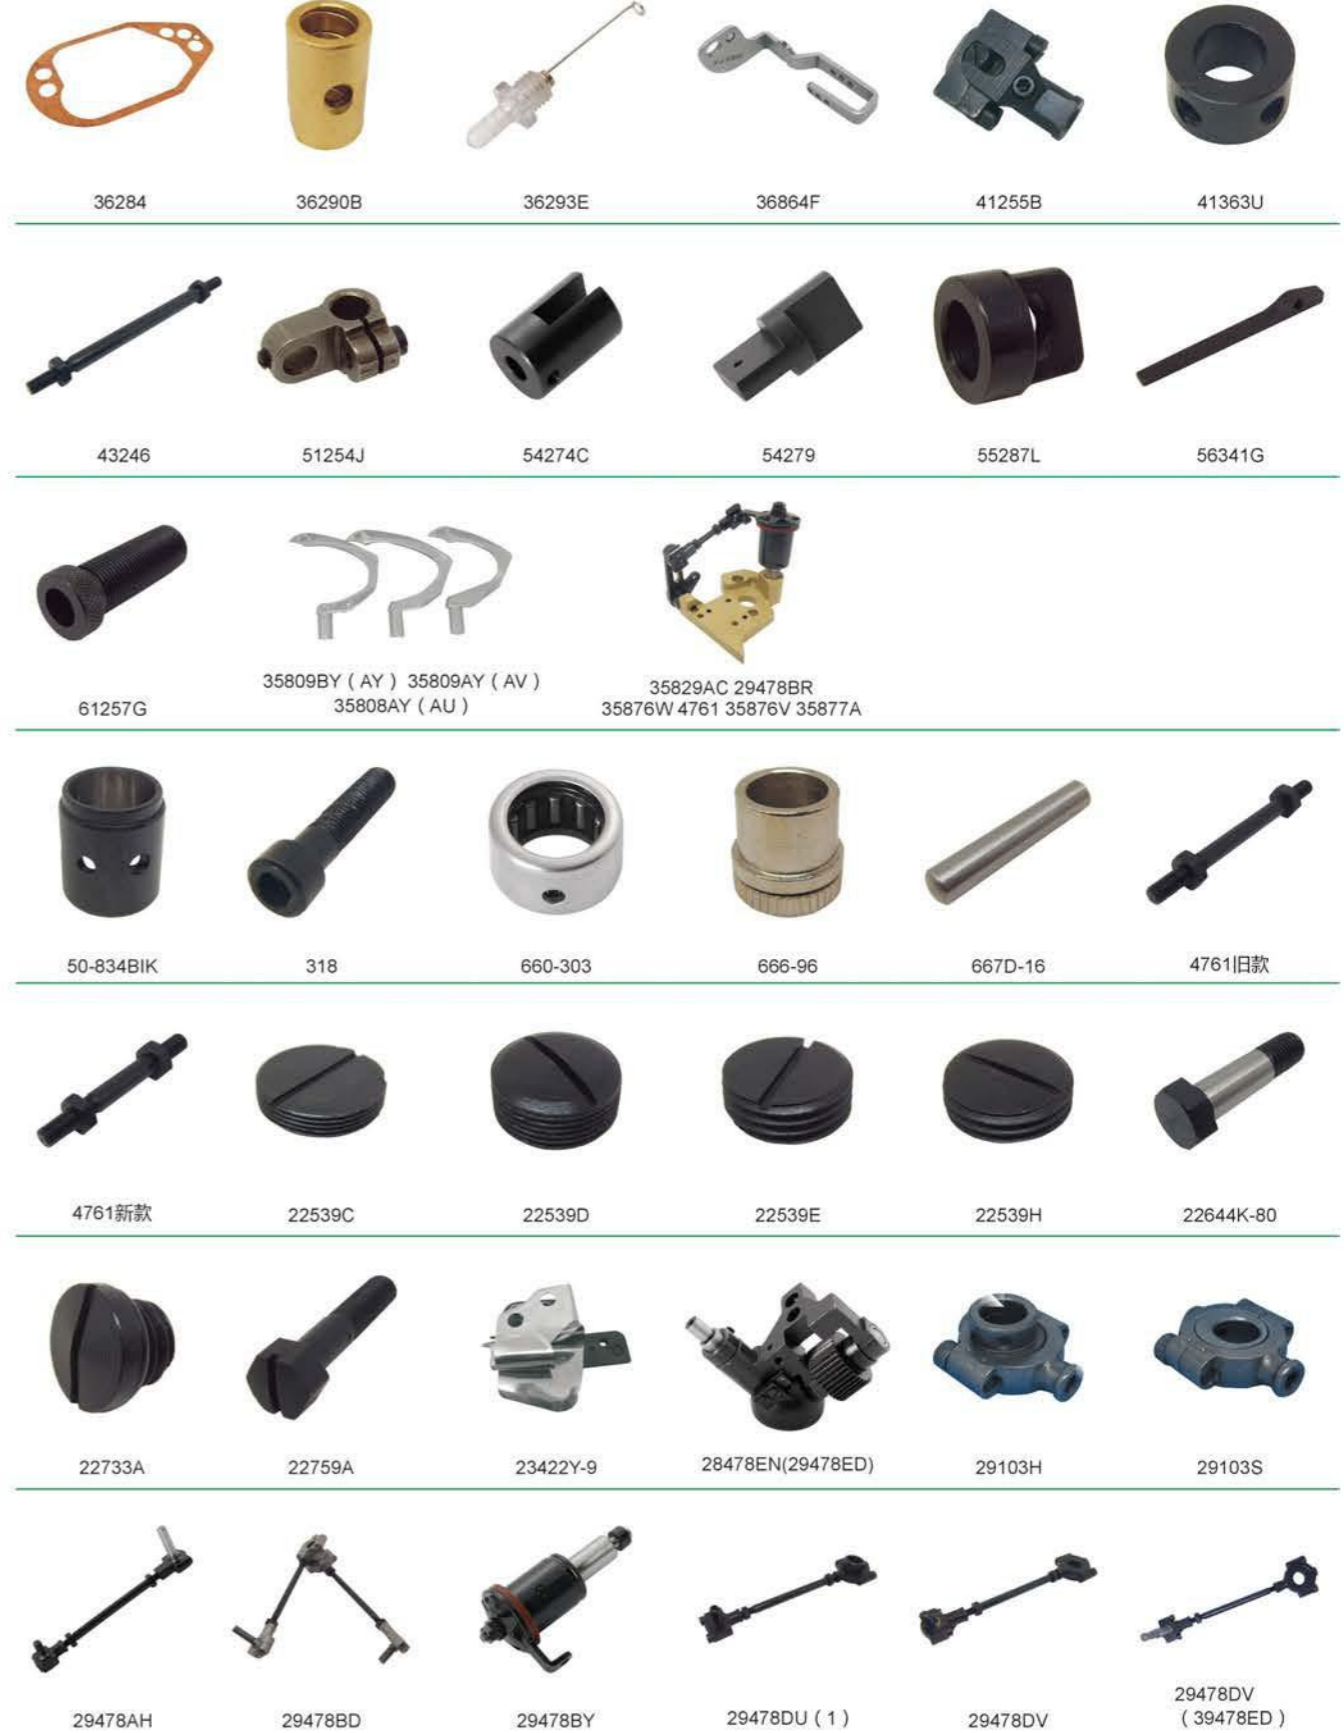 36284
36290B
36293E
36864F
41255B
41363U
43246
51254J
54274C
54279
55287L
56341G
61257G
35809BY ( AY ) 35809AY ( AV )
35808AY ( AU )
35829AC 29478BR
35876W 4761 35876V 35877A
50-834BIK
318
660-303
666-96
667D-16
4761旧款
4761新款
22539C
22539D
22539E
22539H
22644K-80
22733A
22759A
23422Y-9
28478EN(29478ED)
29103H
29103S
29478AH
29478BD
29478BY
29478DU ( 1 )
29478DV
29478DV
( 39478ED )